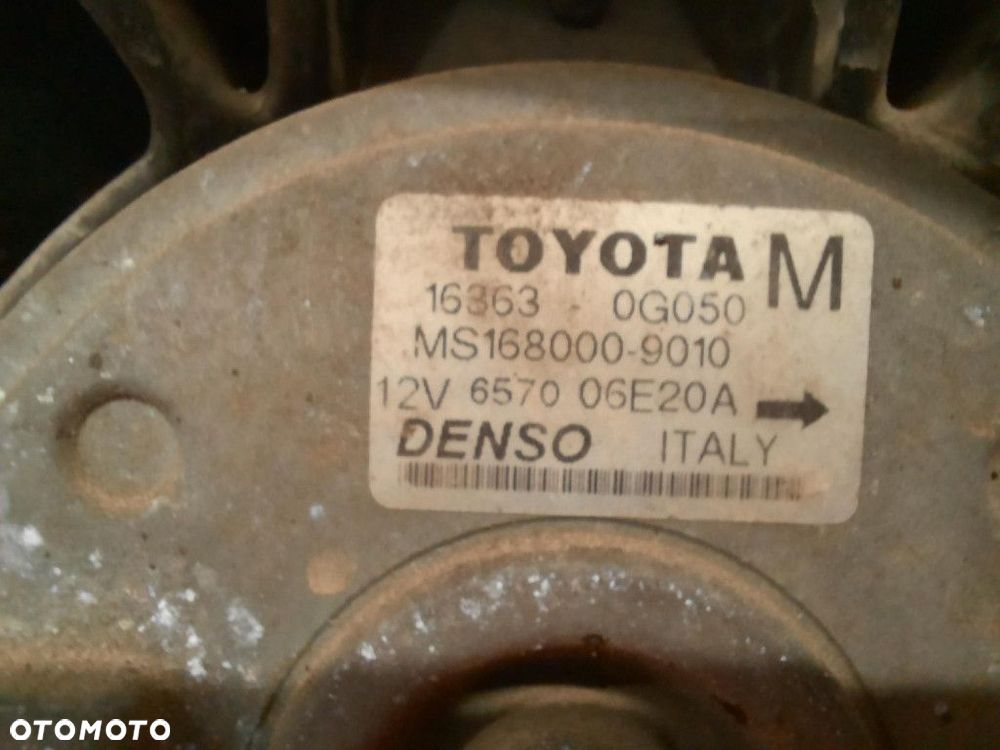 TOYOTA M
16363 - 0G050
MS168000-9010
12V 6570 06E20A
DENSO ITALY
OTOMOTO